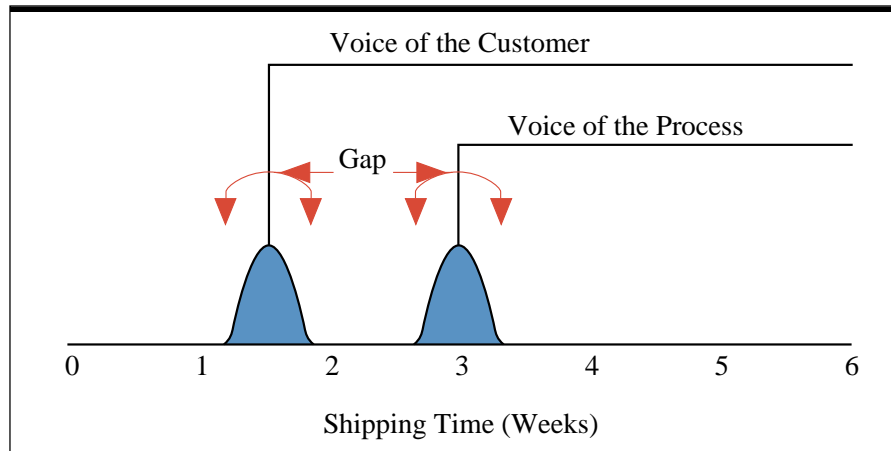 Voice of the Customer
Voice of the Process
Gap
0 1 2 3 4 5 6
Shipping Time (Weeks)